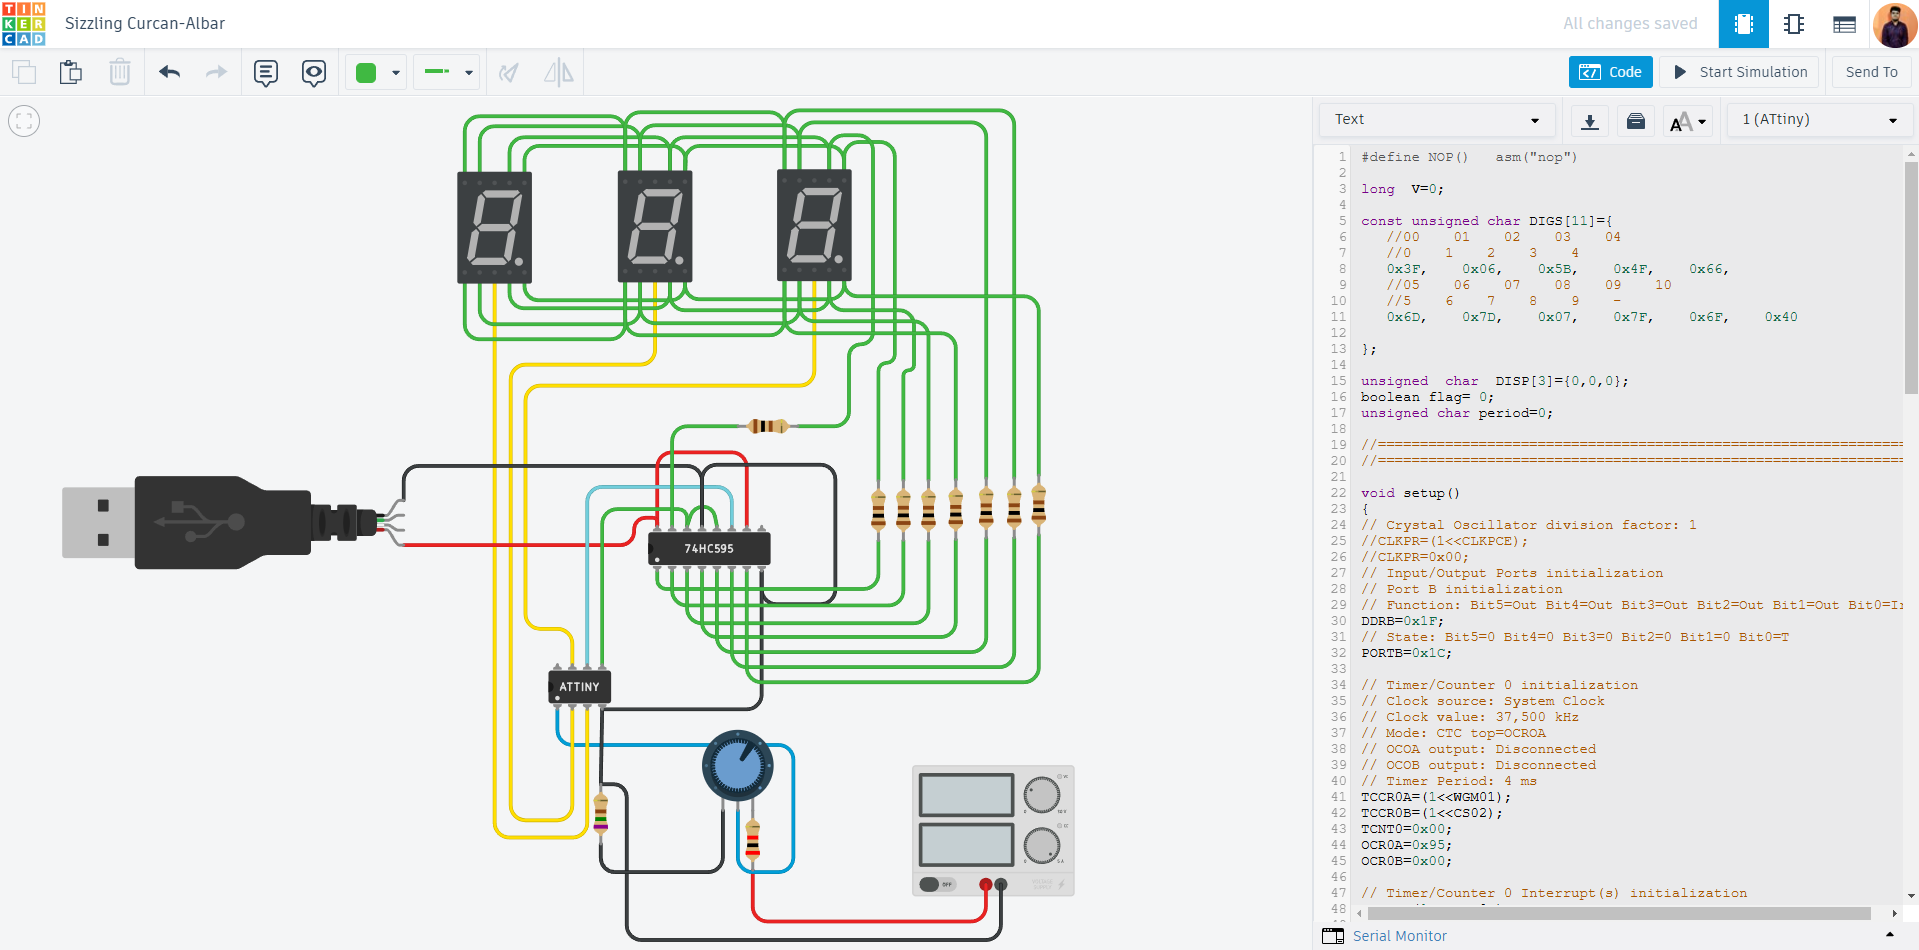 TIN
KER
CAD
Sizzling Curcan-Albar
All changes saved
Code
Start Simulation
Send To
Text
1 (ATtiny)
74HC595
ATTINY
OFF
1 #define NOP() asm("nop")
2
3 long V=0;
4
5 const unsigned char DIGS[11]={
6 //00 01 02 03 04
7 //0 1 2 3 4
8 0x3F, 0x06, 0x5B, 0x4F, 0x66,
9 //05 06 07 08 09 10
10 //5 6 7 8 9 -
11 0x6D, 0x7D, 0x07, 0x7F, 0x6F, 0x40
12
13 };
14
15 unsigned char DISP[3]={0,0,0};
16 boolean flag= 0;
17 unsigned char period=0;
18
19 //================================================================
20 //================================================================
21
22 void setup()
23 {
24 // Crystal Oscillator division factor: 1
25 //CLKPR=(1<<CLKPCE);
26 //CLKPR=0x00;
27 // Input/Output Ports initialization
28 // Port B initialization
29 // Function: Bit5=Out Bit4=Out Bit3=Out Bit2=Out Bit1=Out Bit0=I
30 DDRB=0x1F;
31 // State: Bit5=0 Bit4=0 Bit3=0 Bit2=0 Bit1=0 Bit0=T
32 PORTB=0x1C;
33
34 // Timer/Counter 0 initialization
35 // Clock source: System Clock
36 // Clock value: 37,500 kHz
37 // Mode: CTC top=OCR0A
38 // OC0A output: Disconnected
39 // OC0B output: Disconnected
40 // Timer Period: 4 ms
41 TCCR0A=(1<<WGM01);
42 TCCR0B=(1<<CS02);
43 TCNT0=0x00;
44 OCR0A=0x95;
45 OCR0B=0x00;
46
47 // Timer/Counter 0 Interrupt(s) initialization
48
Serial Monitor